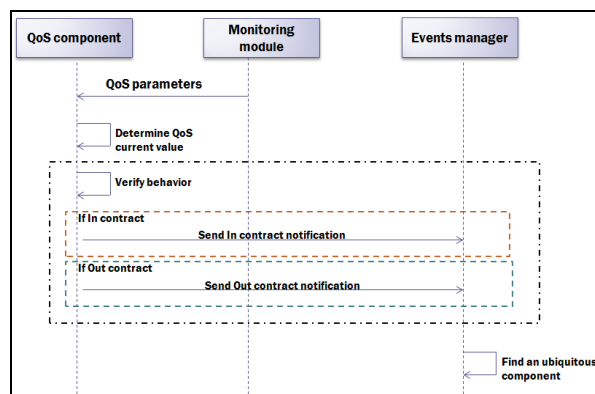 QoS component
Monitoring
module
Events manager
QoS parameters
Determine QoS
current value
Verify behavior
If In contract
Send In contract notification
If Out contract
Send Out contract notification
Find an ubiquitous
component